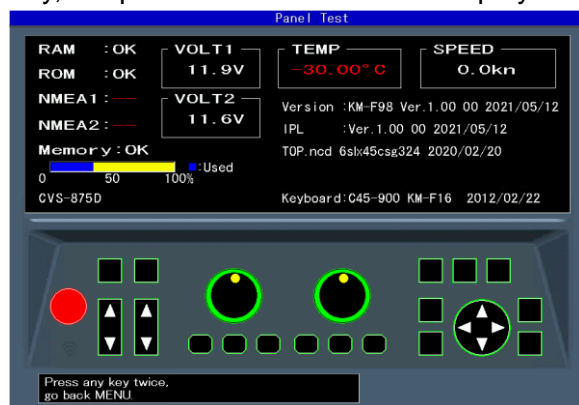 Panel Test
RAM :OK
ROM :OK
NMEA1:--
NMEA2:--
Memory:OK
:Used
0 50 100%
CVS-875D
VOLT1
11.9V
VOLT2
11.6V
TEMP
-30.00°C
SPEED
0.0kn
Version :KM-F98 Ver.1.00 00 2021/05/12
IPL :Ver.1.00 00 2021/05/12
TOP.ncd 6slx45csg324 2020/02/20
Keyboard:C45-900 KM-F16 2012/02/22
Press any key twice,
go back MENU.